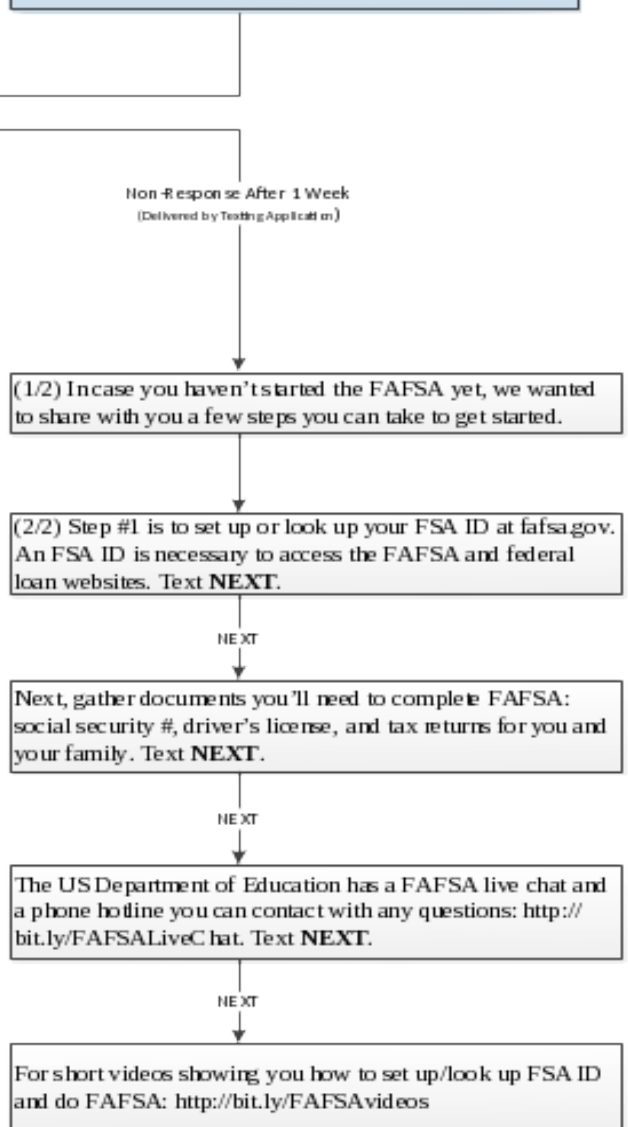 Non-Response After 1 Week
(Delivered by Texting Application)
(1/2) In case you haven't started the FAFSA yet, we wanted
to share with you a few steps you can take to get started.
(2/2) Step #1 is to set up or look up your FSA ID at fafsa.gov.
An FSA ID is necessary to access the FAFSA and federal
loan websites. Text NEXT.
NEXT
Next, gather documents you'll need to complete FAFSA:
social security #, driver's license, and tax returns for you and
your family. Text NEXT.
NEXT
The US Department of Education has a FAFSA live chat and
a phone hotline you can contact with any questions: http://
bit.ly/FAFSALiveChat. Text NEXT.
NEXT
For short videos showing you how to set up/look up FSA ID
and do FAFSA: http://bit.ly/FAFSAvideos